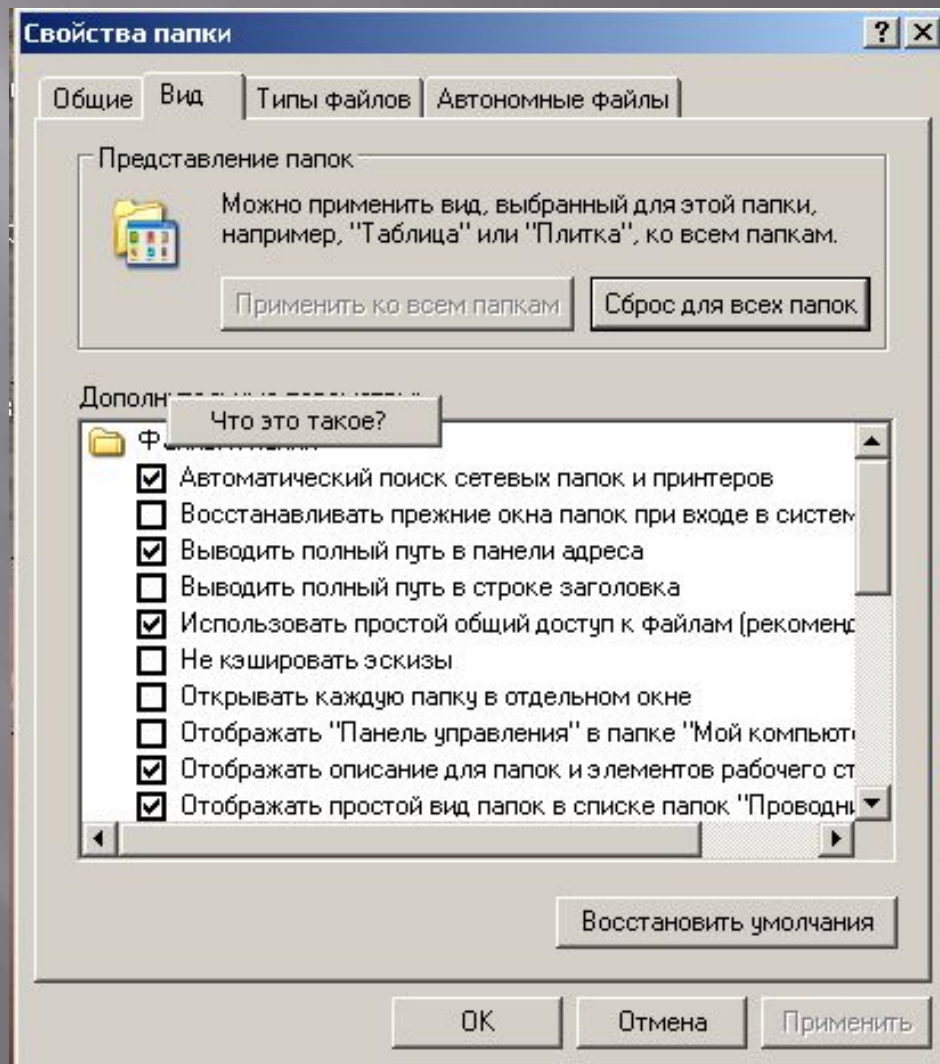 Свойства папки
Общие
Вид
Типы файлов
Автономные файлы
Представление папок
Можно применить вид, выбранный для этой папки,
например, "Таблица" или "Плитка", ко всем папкам.
Применить ко всем папкам
Сброс для всех папок
Что это такое?
Автоматический поиск сетевых папок и принтеров
Восстанавливать прежние окна папок при входе в систем
Выводить полный путь в панели адреса
Выводить полный путь в строке заголовка
Использовать простой общий доступ к файлам (рекоменд
Не кэшировать эскизы
Открывать каждую папку в отдельном окне
Отображать "Панель управления" в папке "Мой компьют
Отображать описание для папок и элементов рабочего ст
Отображать простой вид папок в списке папок "Проводни
Восстановить умолчания
OK
Отмена
Применить